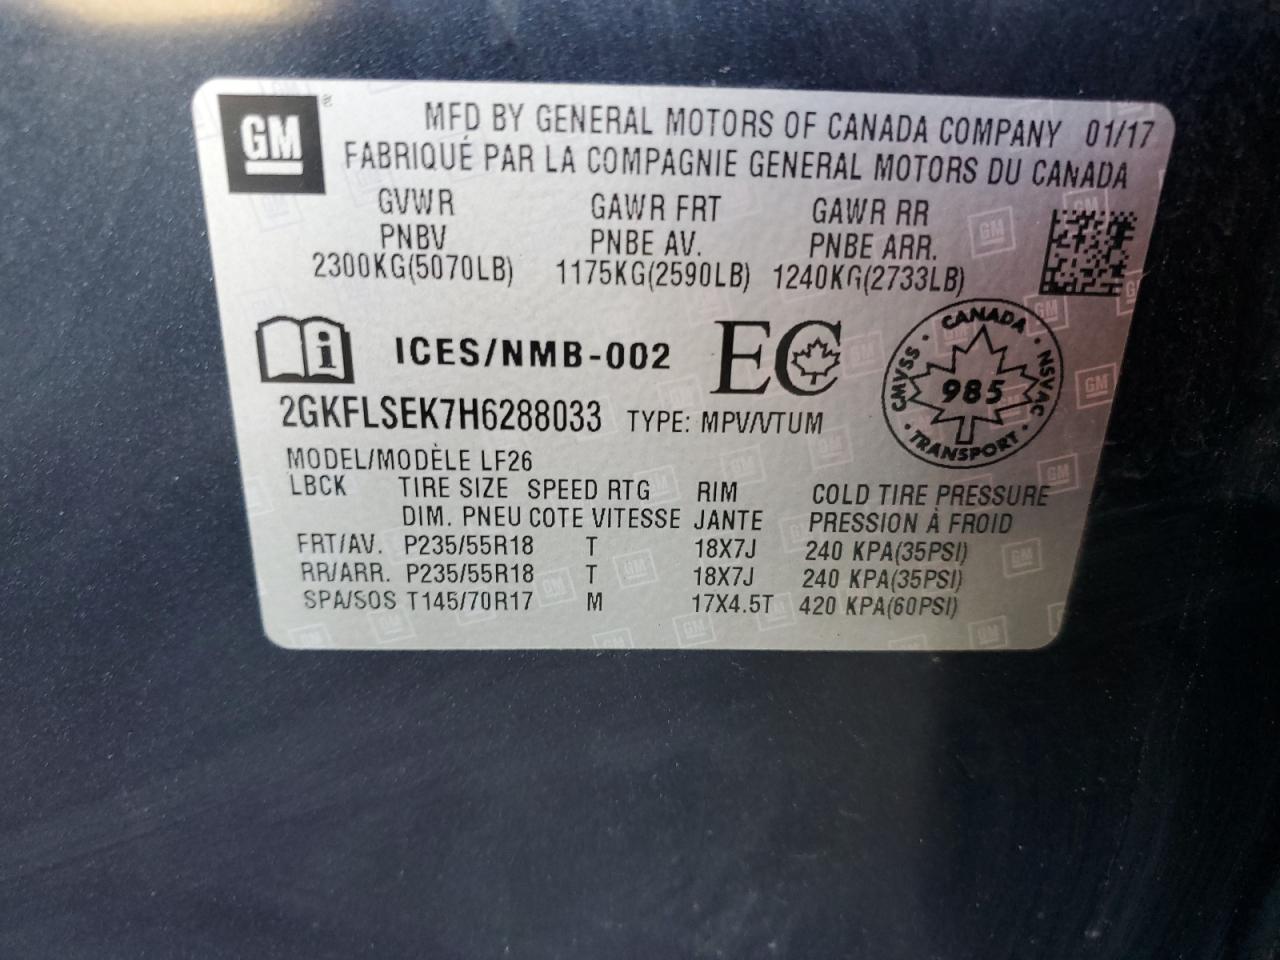 GM
MFD BY GENERAL MOTORS OF CANADA COMPANY 01/17
FABRIQUÉ PAR LA COMPAGNIE GENERAL MOTORS DU CANADA
GVWR GAWR FRT GAWR RR
PNBV PNBE AV. PNBE ARR.
2300KG(5070LB) 1175KG(2590LB) 1240KG(2733LB)
i ICES/NMB-002 EC
CANADA
CMVSS 985 NSVAC
TRANSPORT
2GKFLSEK7H6288033 TYPE: MPV/VTUM
MODEL/MODÈLE LF26
LBCK TIRE SIZE SPEED RTG RIM COLD TIRE PRESSURE
DIM. PNEU COTE VITESSE JANTE PRESSION À FROID
FRT/AV. P235/55R18 T 18X7J 240 KPA(35PSI)
RR/ARR. P235/55R18 T 18X7J 240 KPA(35PSI)
SPA/SOS T145/70R17 M 17X4.5T 420 KPA(60PSI)